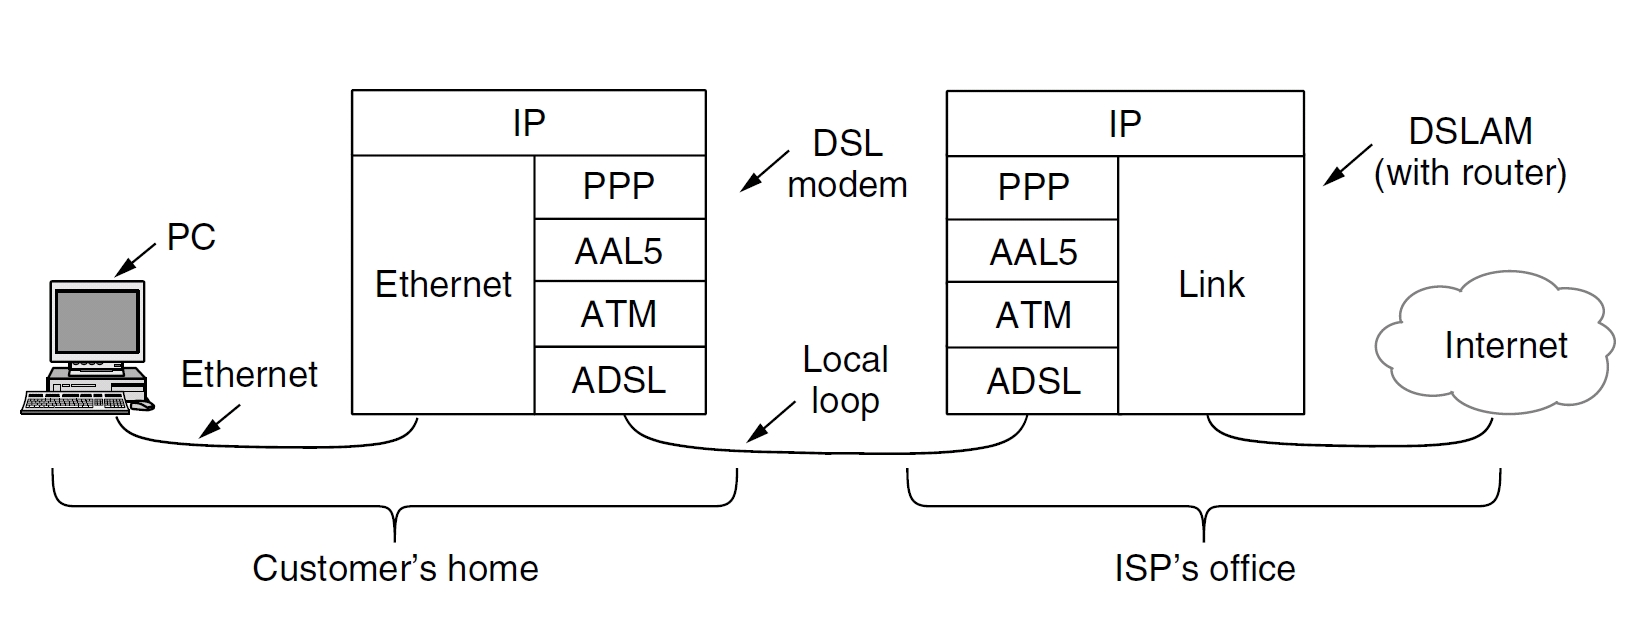 PC
Ethernet
IP
Ethernet
PPP
AAL5
ATM
ADSL
DSL
modem
Local
loop
IP
PPP
AAL5
ATM
ADSL
Link
DSLAM
(with router)
Internet
Customer’s home
ISP’s office